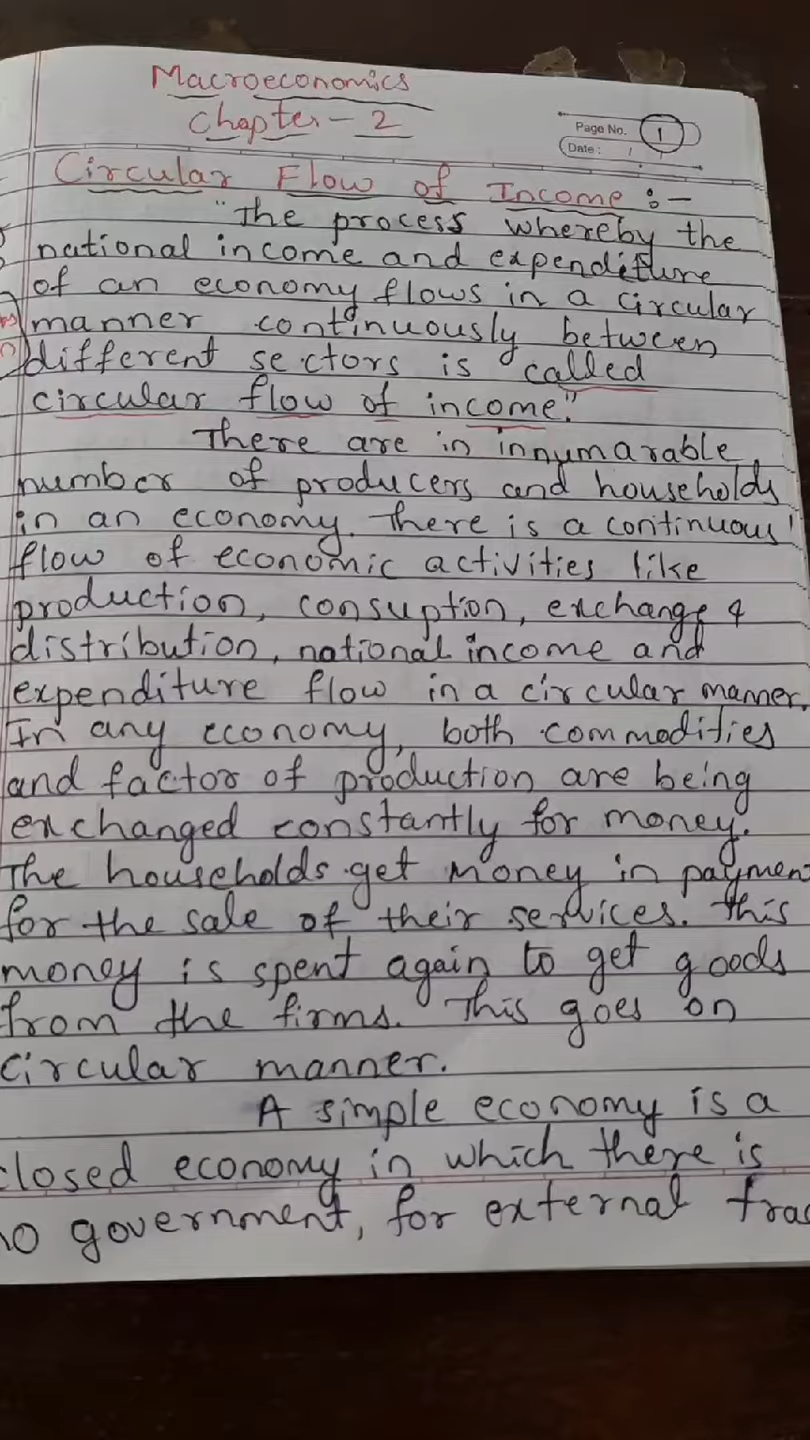 Macroeconomics
Chapter - 2
Page No. 1
Date : / /
Circular Flow of Income :-
"The process whereby the
national income and expenditure
of an economy flows in a circular
manner continuously between
different sectors is called
circular flow of income."
There are in innumarable
number of producers and households
in an economy. There is a continuous
flow of economic activities like
production, consuption, exchange &
distribution, national income and
expenditure flow in a circular manner.
In any economy, both commodities
and factor of production are being
exchanged constantly for money.
The households get money in paymen
for the sale of their services. This
money is spent again to get goods
from the firms. This goes on
circular manner.
A simple economy is a
closed economy in which there is
no government, for external trad